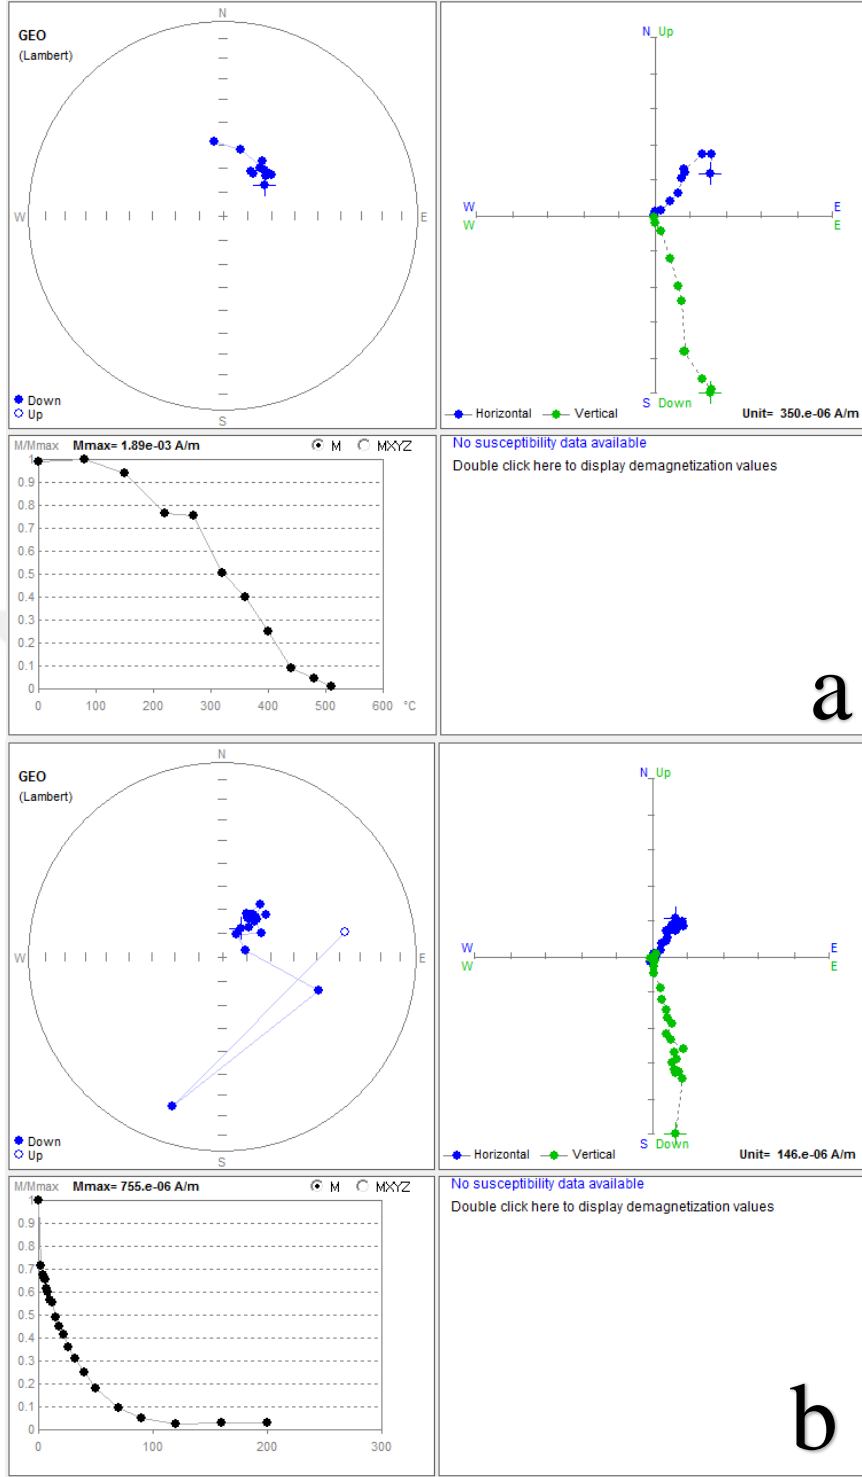 GEO
(Lambert)
N
W
E
S
Down
Up
N Up
W E
W E
S Down
Horizontal Vertical Unit= 350.e-06 A/m
M/Mmax Mmax= 1.89e-03 A/m M MXYZ
1
0.9
0.8
0.7
0.6
0.5
0.4
0.3
0.2
0.1
0
0 100 200 300 400 500 600 °C
No susceptibility data available
Double click here to display demagnetization values
a
GEO
(Lambert)
N
W
E
S
Down
Up
N Up
W E
W E
S Down
Horizontal Vertical Unit= 146.e-06 A/m
M/Mmax Mmax= 755.e-06 A/m M MXYZ
1
0.9
0.8
0.7
0.6
0.5
0.4
0.3
0.2
0.1
0
0 100 200 300
No susceptibility data available
Double click here to display demagnetization values
b